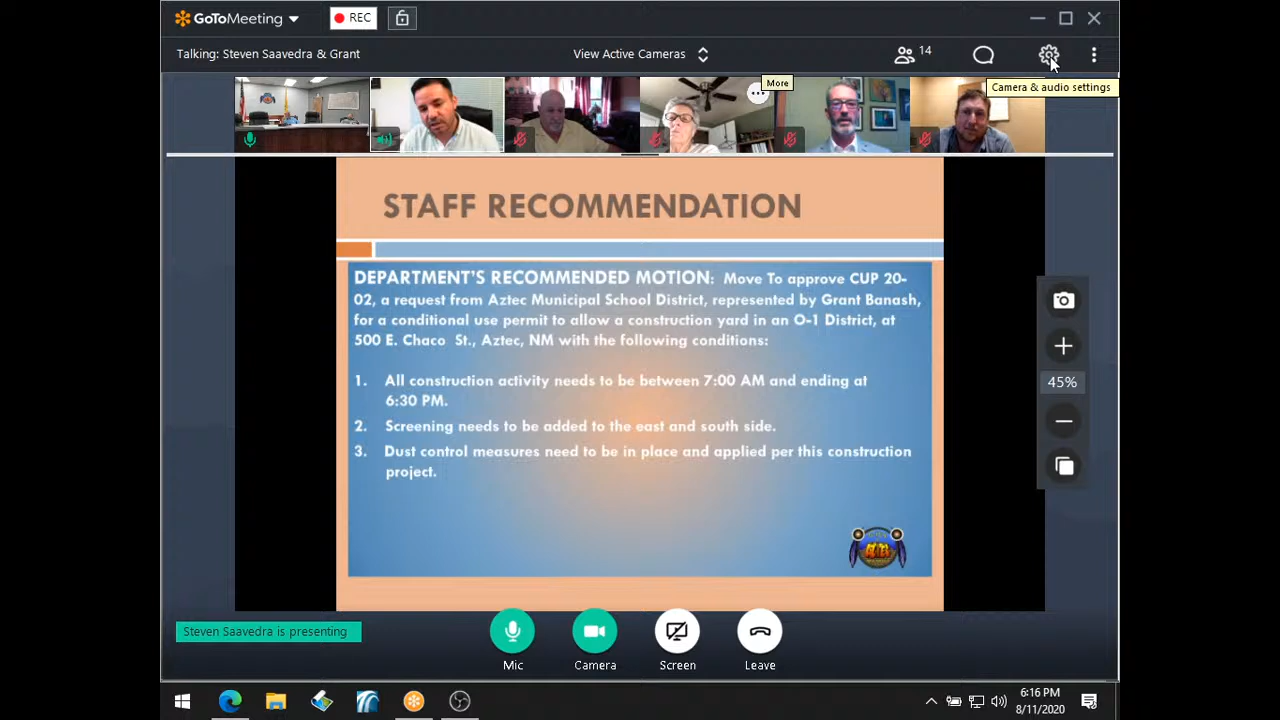 GoToMeeting
REC
Talking: Steven Saavedra & Grant
View Active Cameras
14
More
Camera & audio settings
STAFF RECOMMENDATION
DEPARTMENT'S RECOMMENDED MOTION: Move To approve CUP 20-
02, a request from Aztec Municipal School District, represented by Grant Banash,
for a conditional use permit to allow a construction yard in an O-1 District, at
500 E. Chaco St., Aztec, NM with the following conditions:
1. All construction activity needs to be between 7:00 AM and ending at
6:30 PM.
2. Screening needs to be added to the east and south side.
3. Dust control measures need to be in place and applied per this construction
project.
45%
Steven Saavedra is presenting
Mic
Camera
Screen
Leave
6:16 PM
8/11/2020